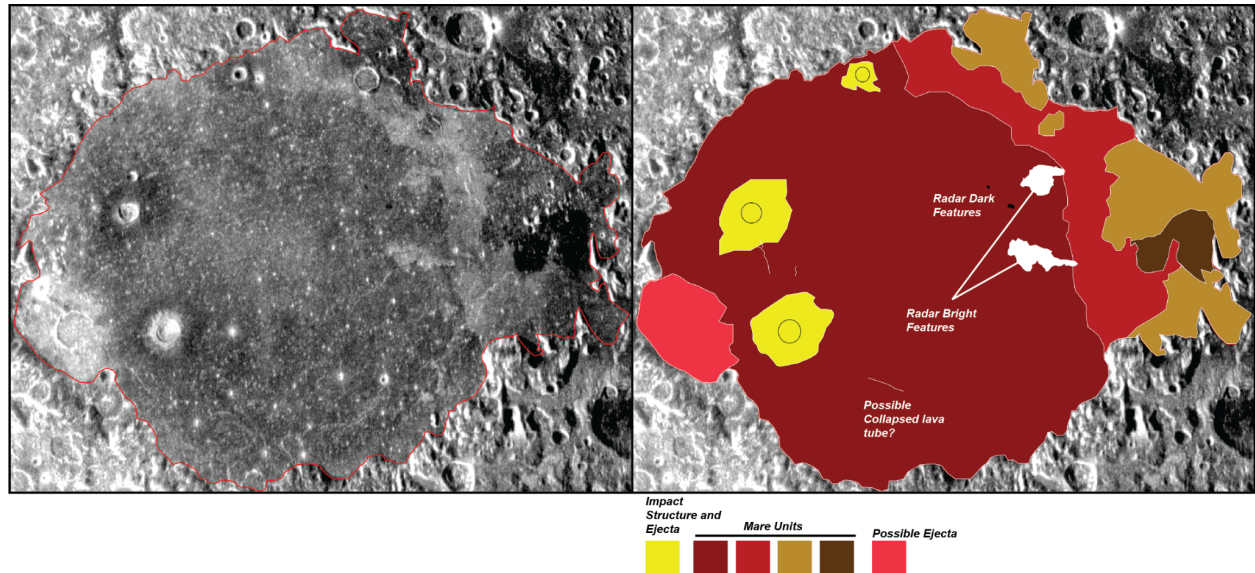 Radar Dark
Features
Radar Bright
Features
Possible
Collapsed lava
tube?
Impact
Structure and
Ejecta
Mare Units
Possible Ejecta